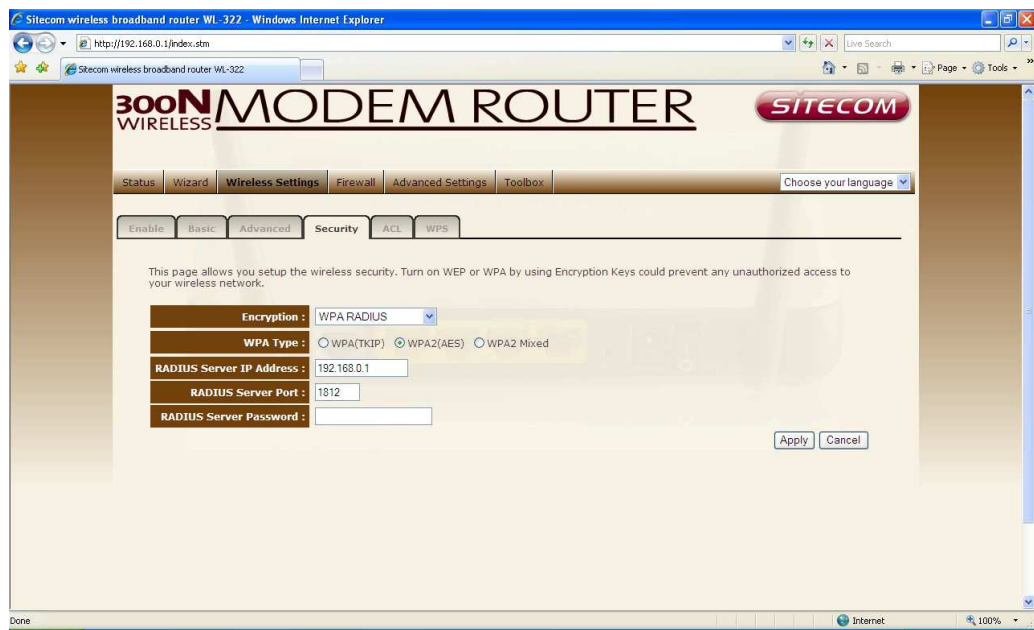 Sitecom wireless broadband router WL-322 - Windows Internet Explorer
http://192.168.0.1/index.stm
Live Search
Sitecom wireless broadband router WL-322
Page Tools
300N MODEM ROUTER
WIRELESS
SITECOM
Status Wizard Wireless Settings Firewall Advanced Settings Toolbox Choose your language
Enable Basic Advanced Security ACL WPS
This page allows you setup the wireless security. Turn on WEP or WPA by using Encryption Keys could prevent any unauthorized access to
your wireless network.
Encryption : WPA RADIUS
WPA Type : WPA(TKIP) WPA2(AES) WPA2 Mixed
RADIUS Server IP Address : 192.168.0.1
RADIUS Server Port : 1812
RADIUS Server Password :
Apply Cancel
Done Internet 100%